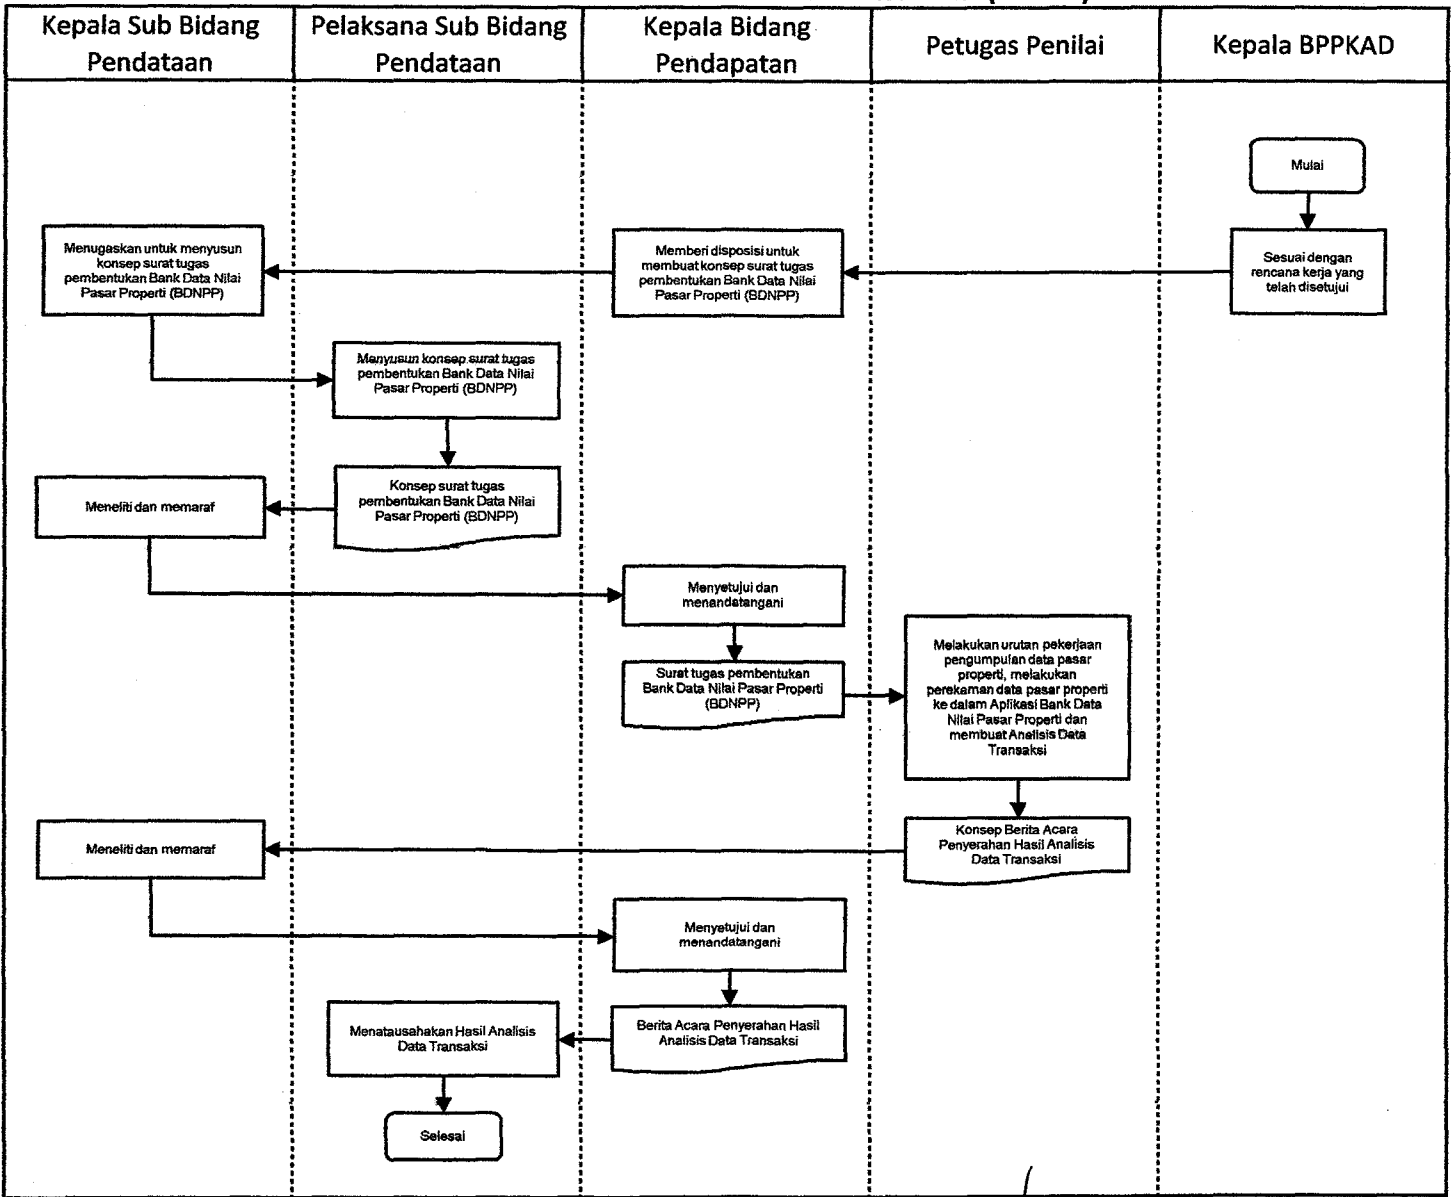 Kepala Sub Bidang
Pendataan
Pelaksana Sub Bidang
Pendataan
Kepala Bidang
Pendapatan
Petugas Penilai
Kepala BPPKAD
Mulai
Menugaskan untuk menyusun
konsep surat tugas
pembentukan Bank Data Nilai
Pasar Properti (BDNPP)
Memberi disposisi untuk
membuat konsep surat tugas
pembentukan Bank Data Nilai
Pasar Properti (BDNPP)
Sesuai dengan
rencana kerja yang
telah disetujui
Menyusun konsep surat tugas
pembentukan Bank Data Nilai
Pasar Properti (BDNPP)
Meneliti dan memaraf
Konsep surat tugas
pembentukan Bank Data Nilai
Pasar Properti (BDNPP)
Menyetujui dan
menandatangani
Surat tugas pembentukan
Bank Data Nilai Pasar Properti
(BDNPP)
Melakukan urutan pekerjaan
pengumpulan data pasar
properti, melakukan
perekaman data pasar properti
ke dalam Aplikasi Bank Data
Nilai Pasar Properti dan
membuat Analisis Data
Transaksi
Meneliti dan memaraf
Konsep Berita Acara
Penyerahan Hasil Analisis
Data Transaksi
Menyetujui dan
menandatangani
Menatausahakan Hasil Analisis
Data Transaksi
Berita Acara Penyerahan Hasil
Analisis Data Transaksi
Selesai